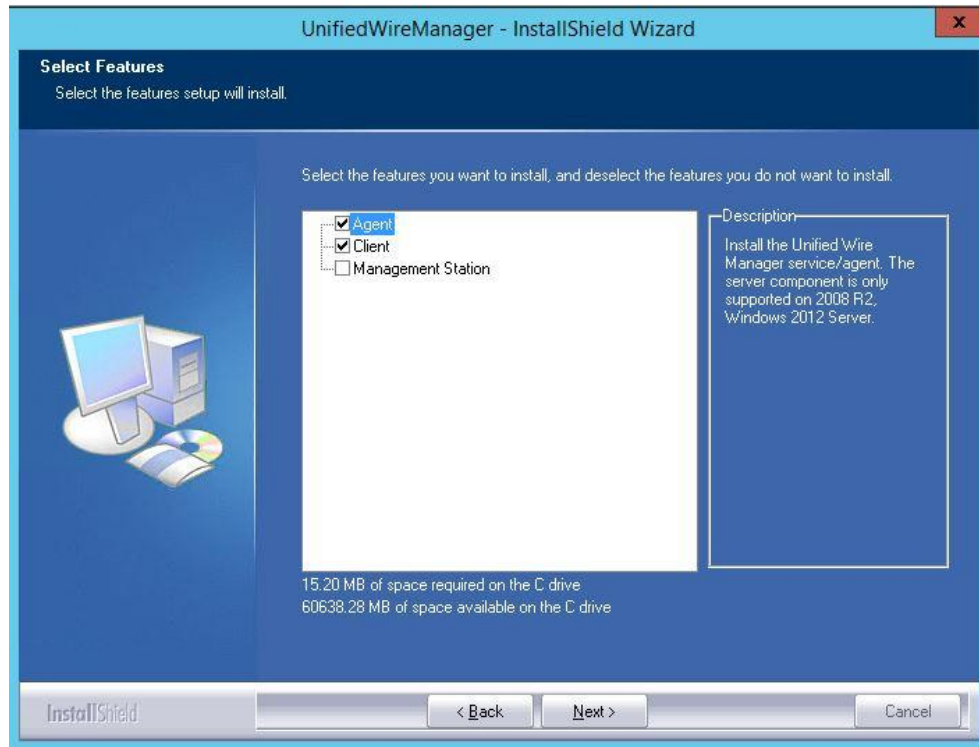 UnifiedWireManager - InstallShield Wizard
x
Select Features
Select the features setup will install.
Select the features you want to install, and deselect the features you do not want to install.
Agent
Client
Management Station
Description
Install the Unified Wire
Manager service/agent. The
server component is only
supported on 2008 R2,
Windows 2012 Server.
15.20 MB of space required on the C drive
60638.28 MB of space available on the C drive
InstallShield
< Back
Next >
Cancel